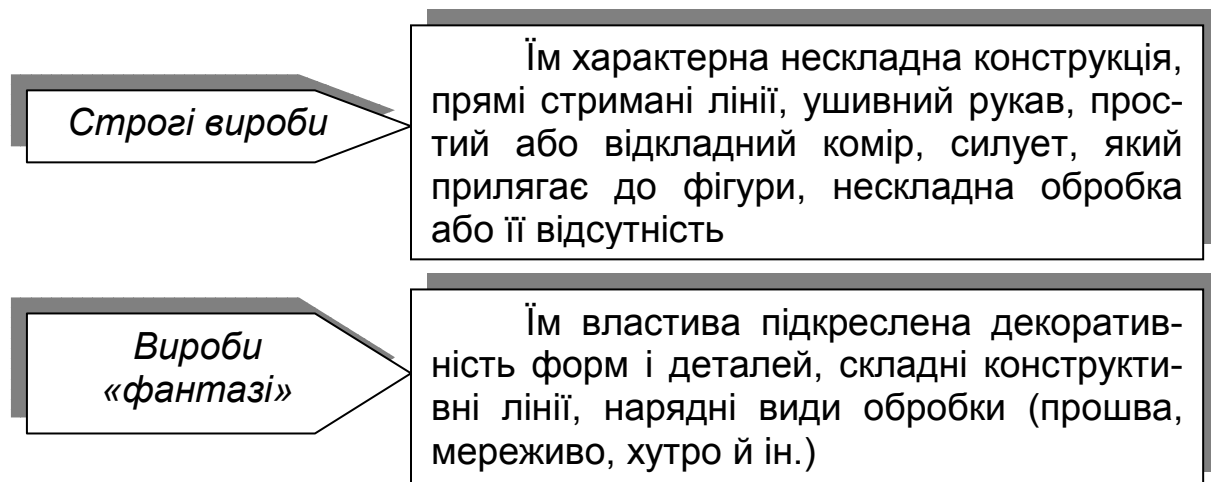 Строгі вироби
Їм характерна нескладна конструкція,
прямі стримані лінії, ушивний рукав, прос-
тий або відкладний комір, силует, який
прилягає до фігури, нескладна обробка
або її відсутність
Вироби
«фантазі»
Їм властива підкреслена декоратив-
ність форм і деталей, складні конструкти-
вні лінії, нарядні види обробки (прошва,
мереживо, хутро й ін.)